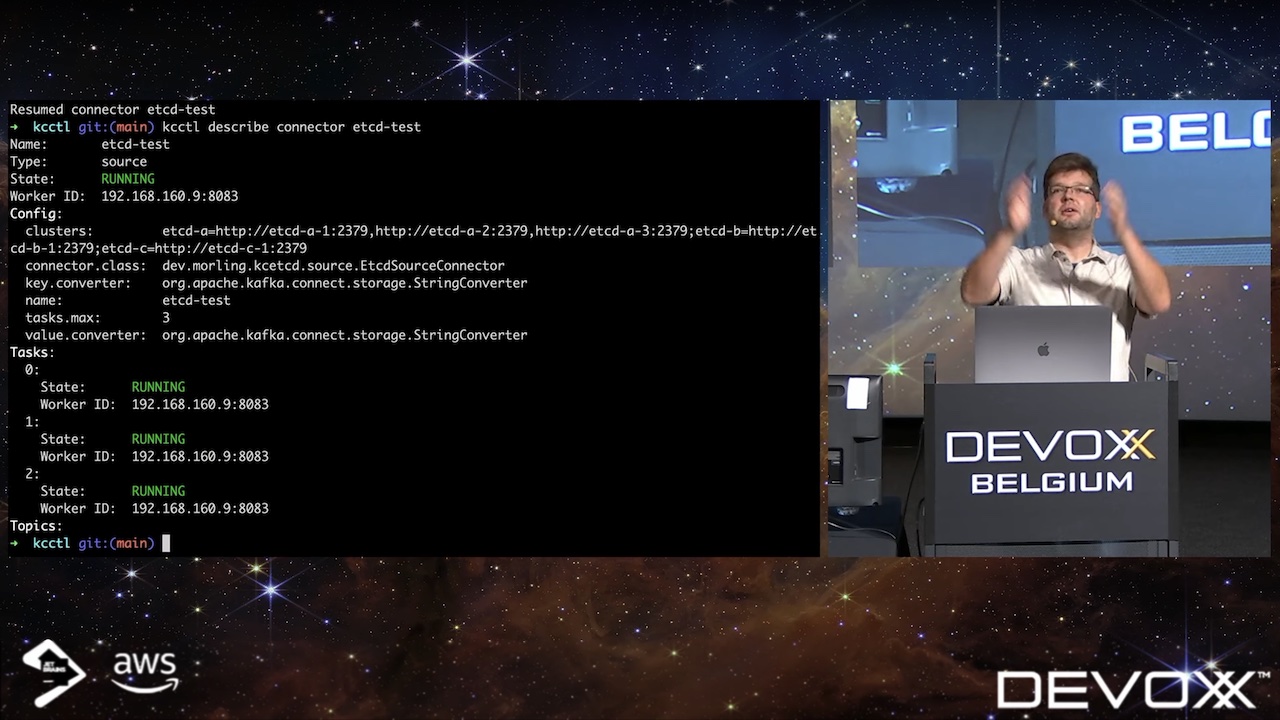 Resumed connector etcd-test
➜ kcctl git:(main) kcctl describe connector etcd-test
Name: etcd-test
Type: source
State: RUNNING
Worker ID: 192.168.160.9:8083
Config:
clusters: etcd-a=http://etcd-a-1:2379,http://etcd-a-2:2379,http://etcd-a-3:2379;etcd-b=http://et
cd-b-1:2379;etcd-c=http://etcd-c-1:2379
connector.class: dev.morling.kcetcd.source.EtcdSourceConnector
key.converter: org.apache.kafka.connect.storage.StringConverter
name: etcd-test
tasks.max: 3
value.converter: org.apache.kafka.connect.storage.StringConverter
Tasks:
0:
State: RUNNING
Worker ID: 192.168.160.9:8083
1:
State: RUNNING
Worker ID: 192.168.160.9:8083
2:
State: RUNNING
Worker ID: 192.168.160.9:8083
Topics:
➜ kcctl git:(main)
BELG
DEVOXX
BELGIUM
JET
BRAINS
aws
DEVOXX™